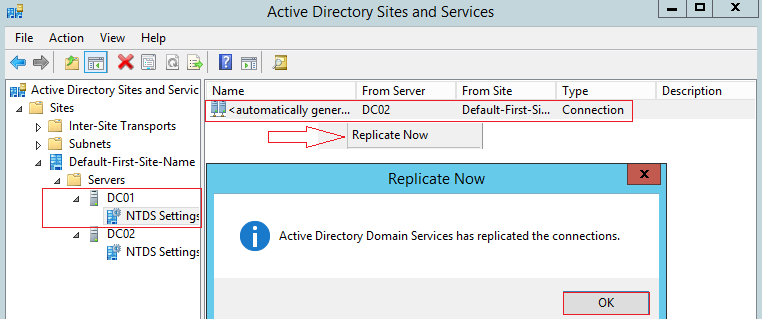 Active Directory Sites and Services
File Action View Help
Active Directory Sites and Servic
Sites
Inter-Site Transports
Subnets
Default-First-Site-Name
Servers
DC01
NTDS Settings
DC02
NTDS Settings
Name From Server From Site Type Description
<automatically gener... DC02 Default-First-Si... Connection
Replicate Now
Replicate Now
X
Active Directory Domain Services has replicated the connections.
OK